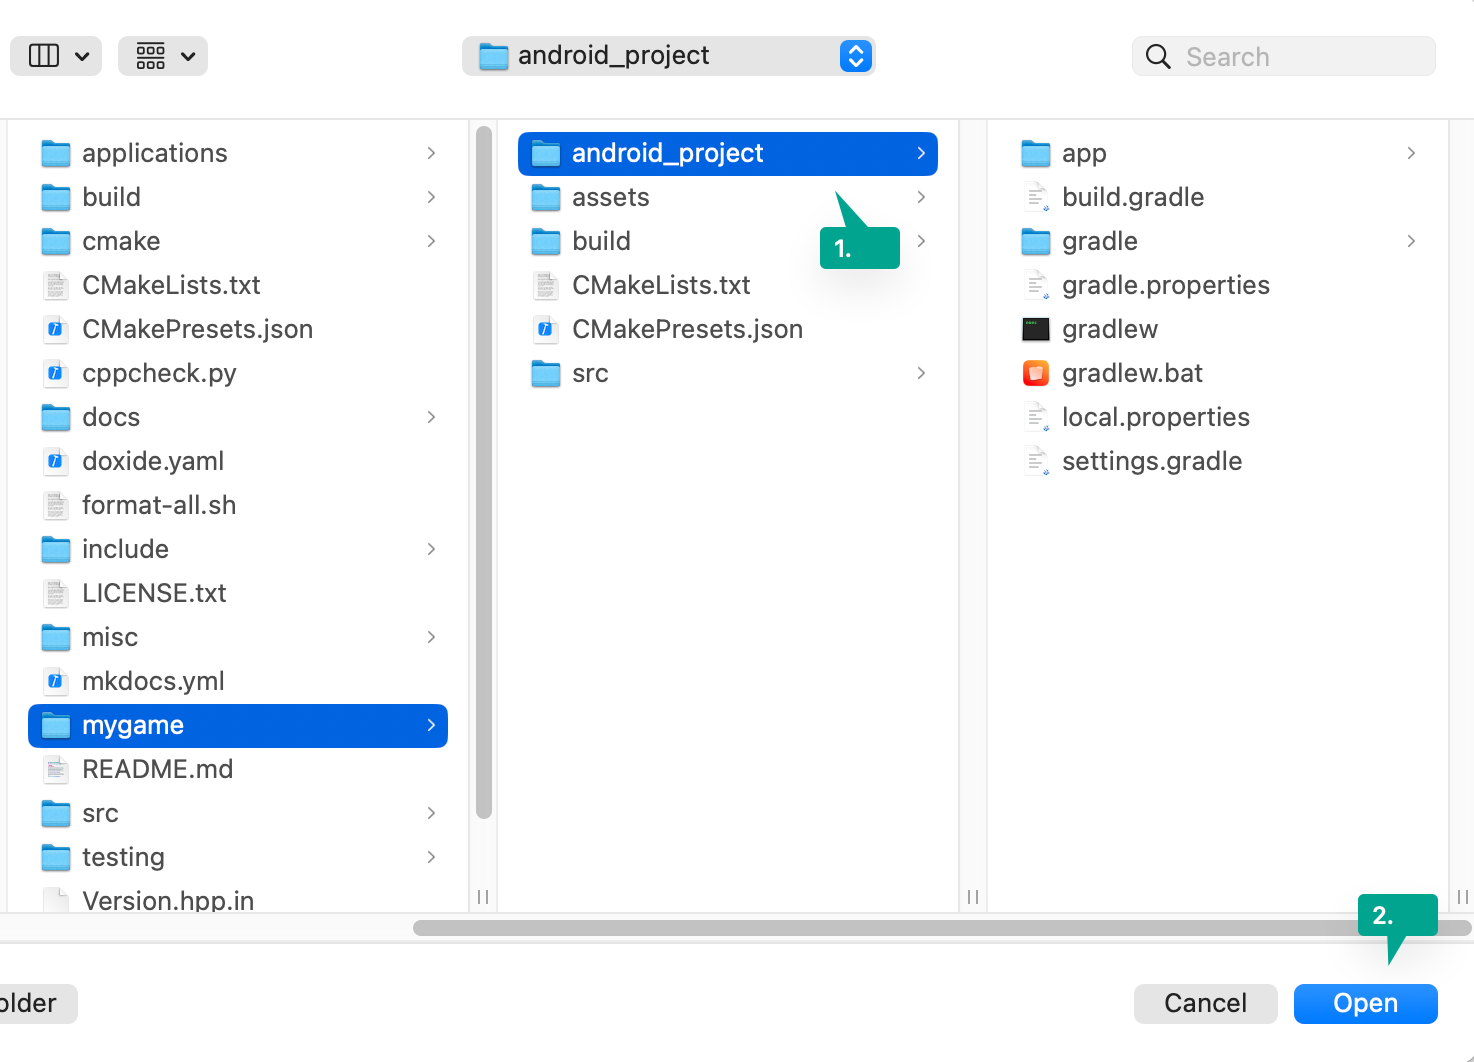 android_project
Search
applications
build
cmake
CMakeLists.txt
CMakePresets.json
cppcheck.py
docs
doxide.yaml
format-all.sh
include
LICENSE.txt
misc
mkdocs.yml
mygame
README.md
src
testing
Version.hpp.in
android_project
assets
build
CMakeLists.txt
CMakePresets.json
src
1.
app
build.gradle
gradle
gradle.properties
gradlew
gradlew.bat
local.properties
settings.gradle
2.
older
Cancel
Open